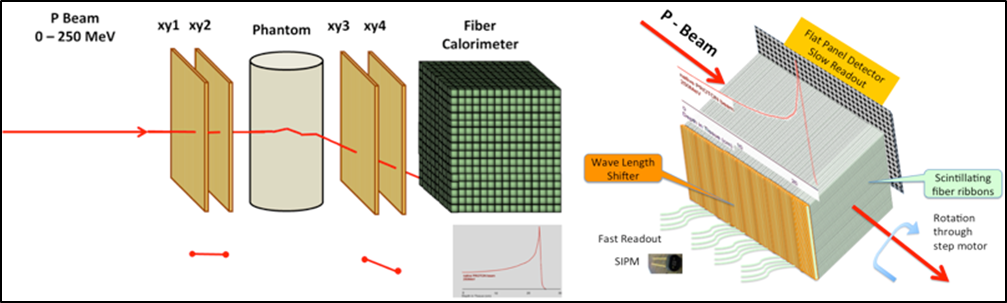 P Beam
0 – 250 MeV
xy1
xy2
Phantom
xy3
xy4
Fiber
Calorimeter
P - Beam
Flat Panel Detector
Slow Readout
Wave Length
Shifter
Scintillating
fiber ribbons
Rotation
through
step motor
Fast Readout
SIPM